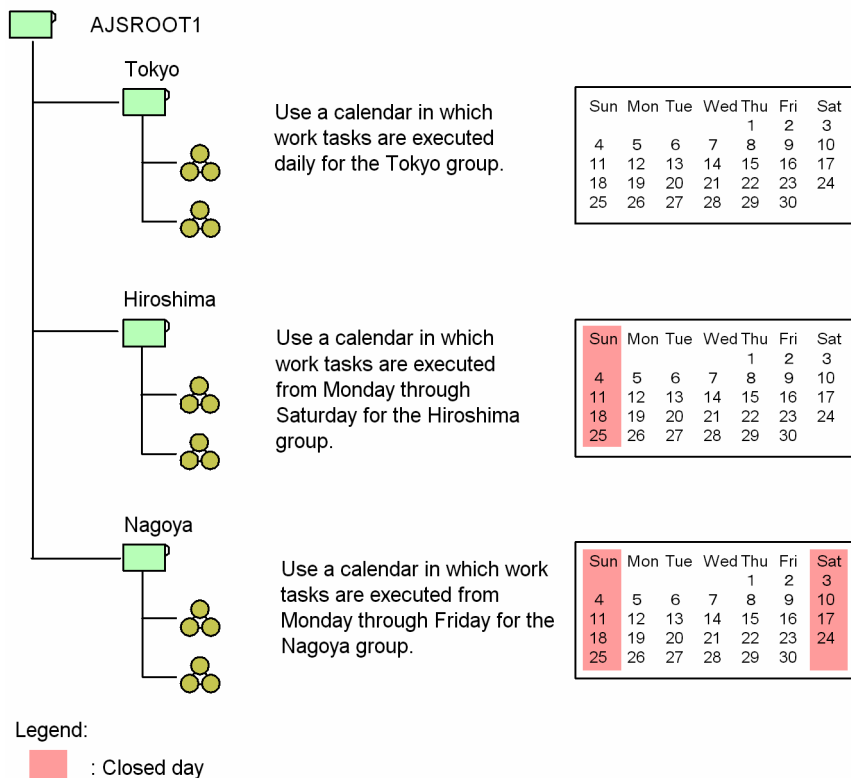 AJSROOT1
Tokyo
Use a calendar in which
work tasks are executed
daily for the Tokyo group.
Sun Mon Tue Wed Thu Fri Sat
1 2 3
4 5 6 7 8 9 10
11 12 13 14 15 16 17
18 19 20 21 22 23 24
25 26 27 28 29 30
Hiroshima
Use a calendar in which
work tasks are executed
from Monday through
Saturday for the Hiroshima
group.
Sun Mon Tue Wed Thu Fri Sat
1 2 3
4 5 6 7 8 9 10
11 12 13 14 15 16 17
18 19 20 21 22 23 24
25 26 27 28 29 30
Nagoya
Use a calendar in which work
tasks are executed from
Monday through Friday for the
Nagoya group.
Sun Mon Tue Wed Thu Fri Sat
1 2 3
4 5 6 7 8 9 10
11 12 13 14 15 16 17
18 19 20 21 22 23 24
25 26 27 28 29 30
Legend:
: Closed day